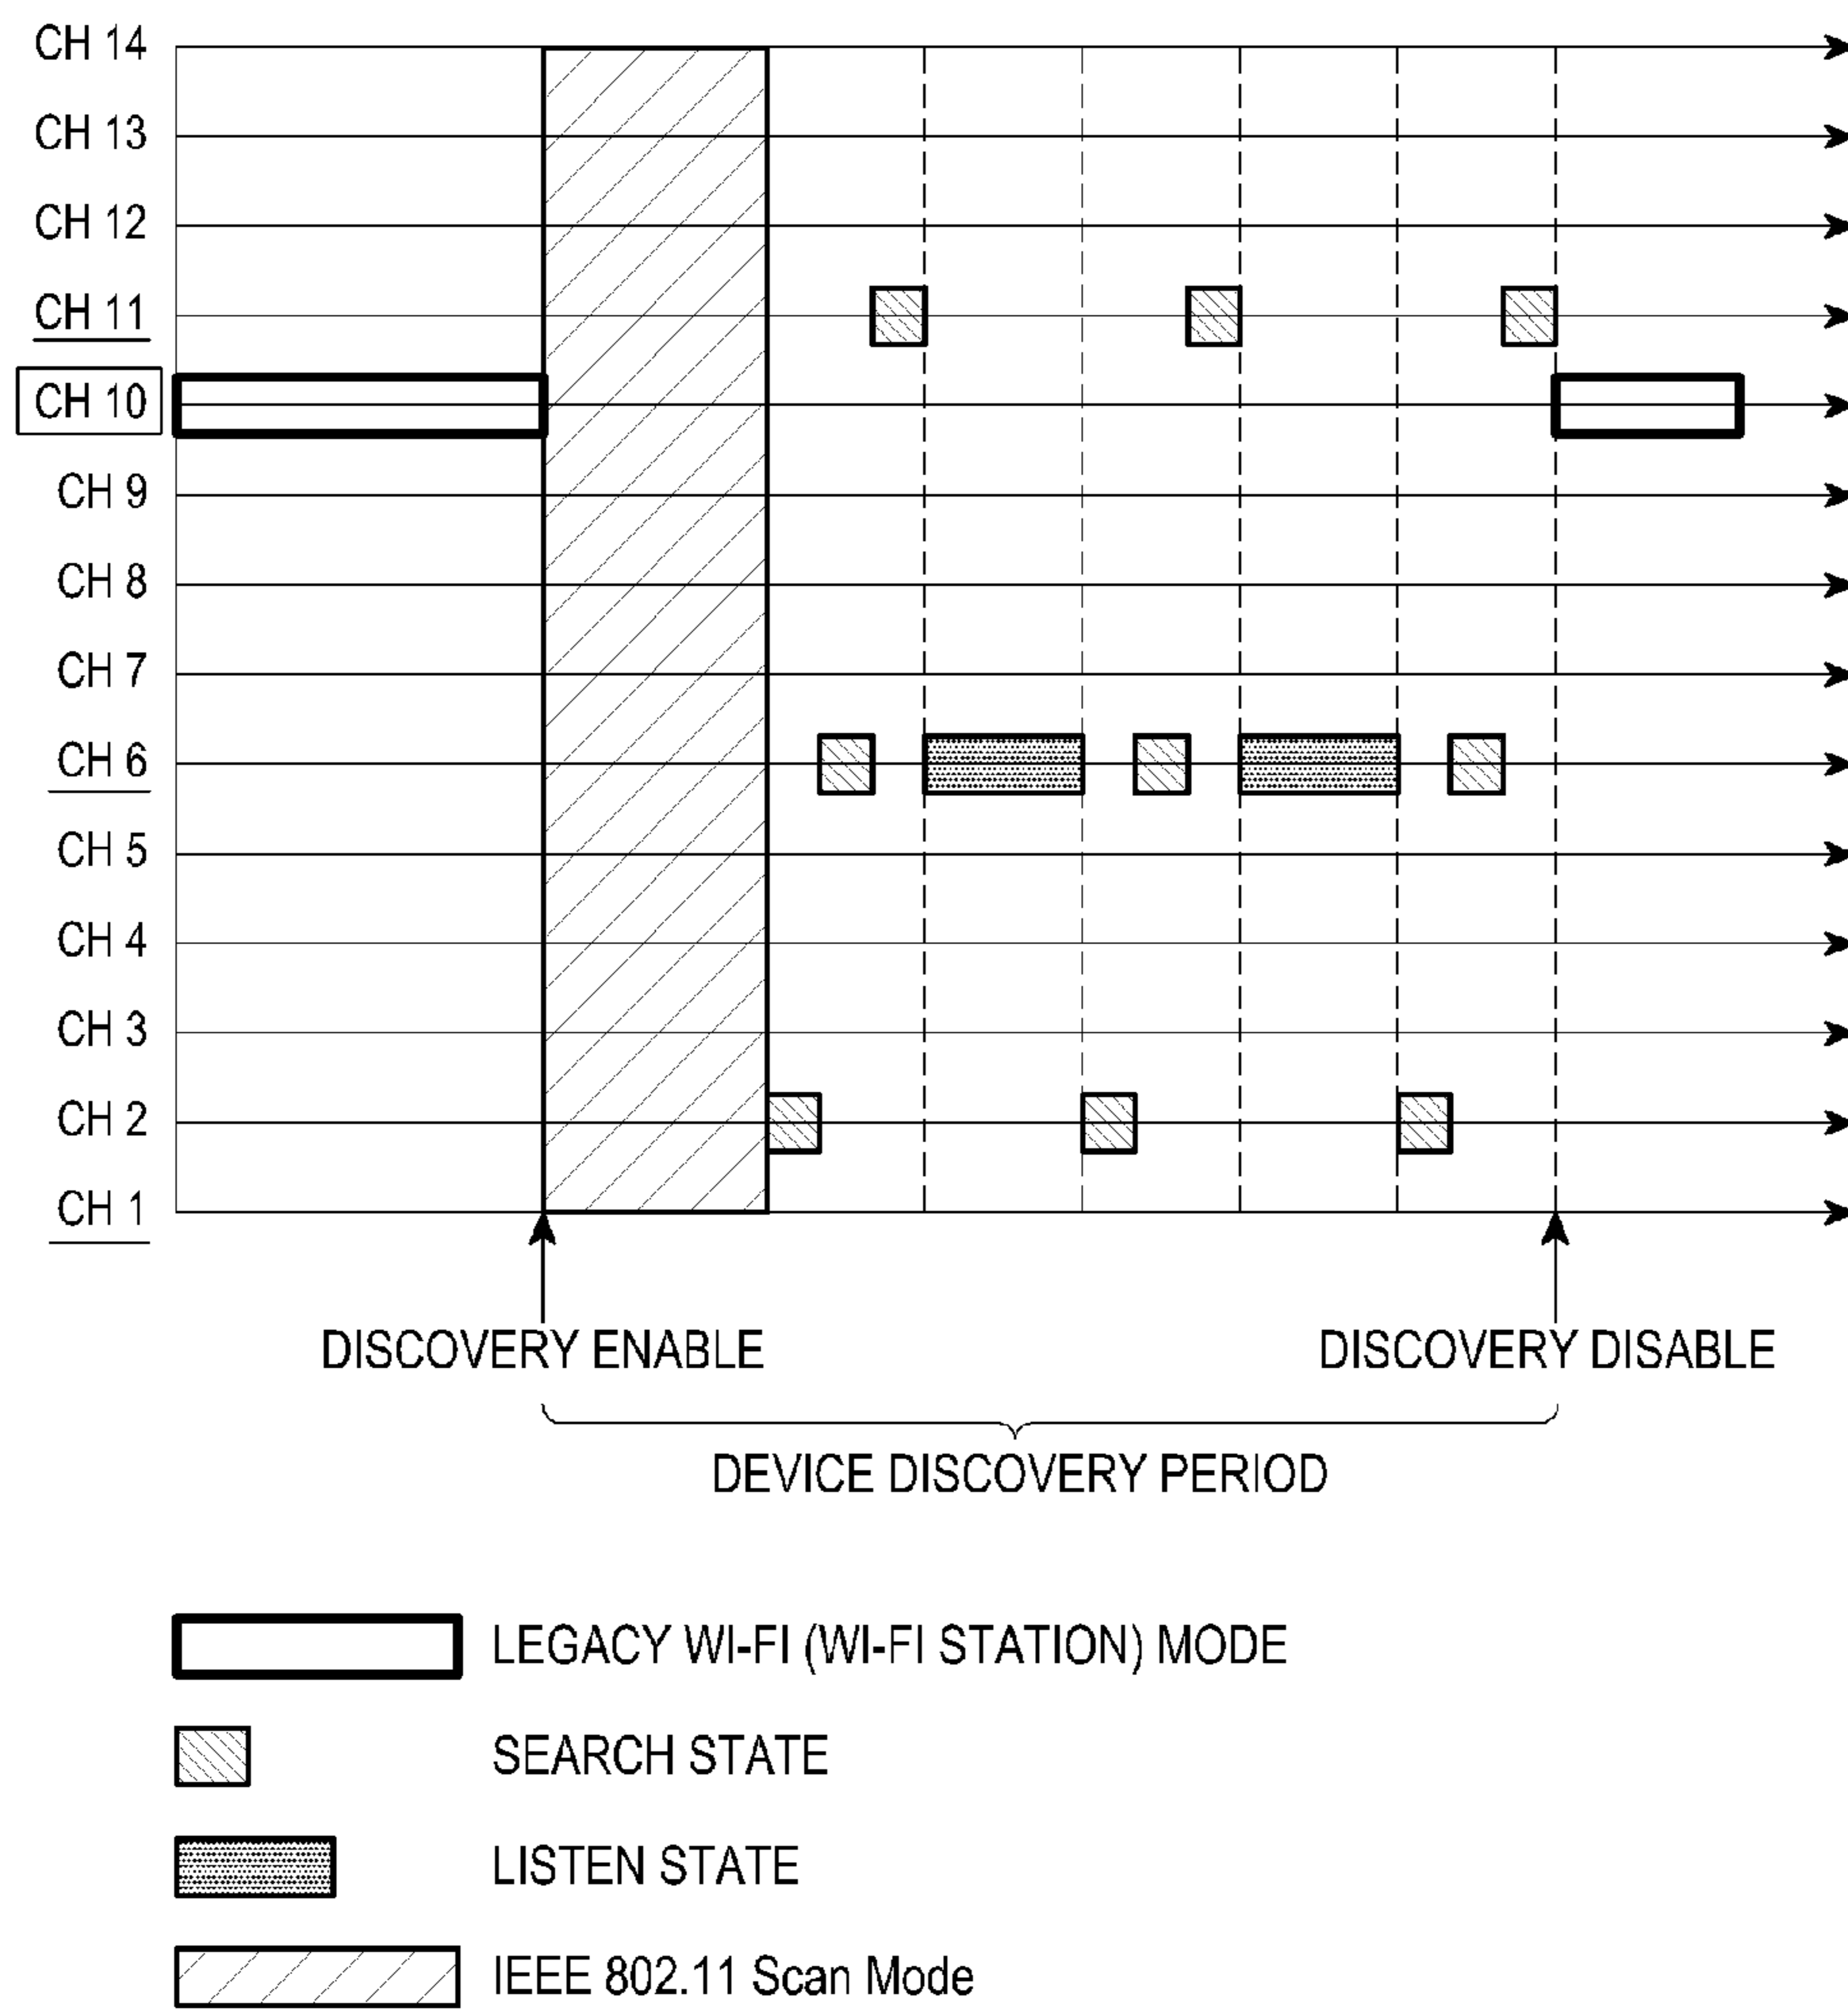 CH 14
CH 13
CH 12
CH 11
CH 10
CH 9
CH 8
CH 7
CH 6
CH 5
CH 4
CH 3
CH 2
CH 1
DISCOVERY ENABLE
DISCOVERY DISABLE
DEVICE DISCOVERY PERIOD
LEGACY WI-FI (WI-FI STATION) MODE
SEARCH STATE
LISTEN STATE
IEEE 802.11 Scan Mode